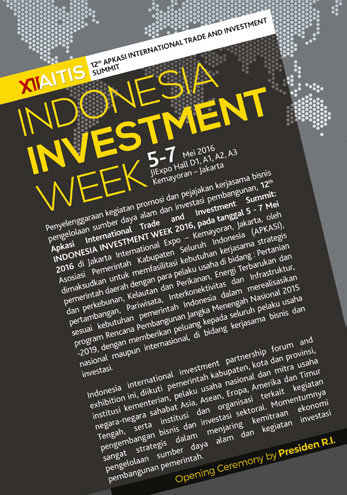 XII AITIS
12th APKASI INTERNATIONAL TRADE AND INVESTMENT
SUMMIT
INDONESIA
INVESTMENT
WEEK
5-7 Mei 2016
JIExpo Hall D1, A1, A2, A3
Kemayoran – Jakarta
Penyelenggaraan kegiatan promosi dan pejajakan kerjasama bisnis
pengelolaan sumber daya alam dan investasi pembangunan, 12th
Apkasi International Trade and Investment Summit:
INDONESIA INVESTMENT WEEK 2016, pada tanggal 5 - 7 Mei
2016 di Jakarta International Expo – Kemayoran, Jakarta, oleh
Asosiasi Pemerintah Kabupaten Seluruh Indonesia (APKASI),
dimaksudkan untuk memfasilitasi kebutuhan kerjasama strategis
pemerintah daerah dengan para pelaku usaha di bidang : Pertanian
dan perkebunan, Kelautan dan Perikanan, Energi Terbarukan dan
pertambangan, Pariwisata, Interkonektivitas dan Infrastruktur,
sesuai kebutuhan pemerintah Indonesia dalam merealisasikan
program Rencana Pembangunan Jangka Menengah Nasional 2015
-2019, dengan memberikan peluang kepada seluruh pelaku usaha
nasional maupun internasional, di bidang kerjasama bisnis dan
investasi.
Indonesia international investment partnership forum and
exhibition ini, diikuti pemerintah kabupaten, kota dan provinsi,
institusi kementerian, pelaku usaha nasional dan mitra usaha
negara-negara sahabat Asia, Asean, Eropa, Amerika dan Timur
Tengah, serta institusi dan organisasi terkait kegiatan
pengembangan bisnis dan investasi sektoral. Momentumnya
sangat strategis dalam menjaring kemitraan ekonomi
pengelolaan sumber daya alam dan kegiatan investasi
pembangunan pemerintah.
Opening Ceremony by Presiden R.I.